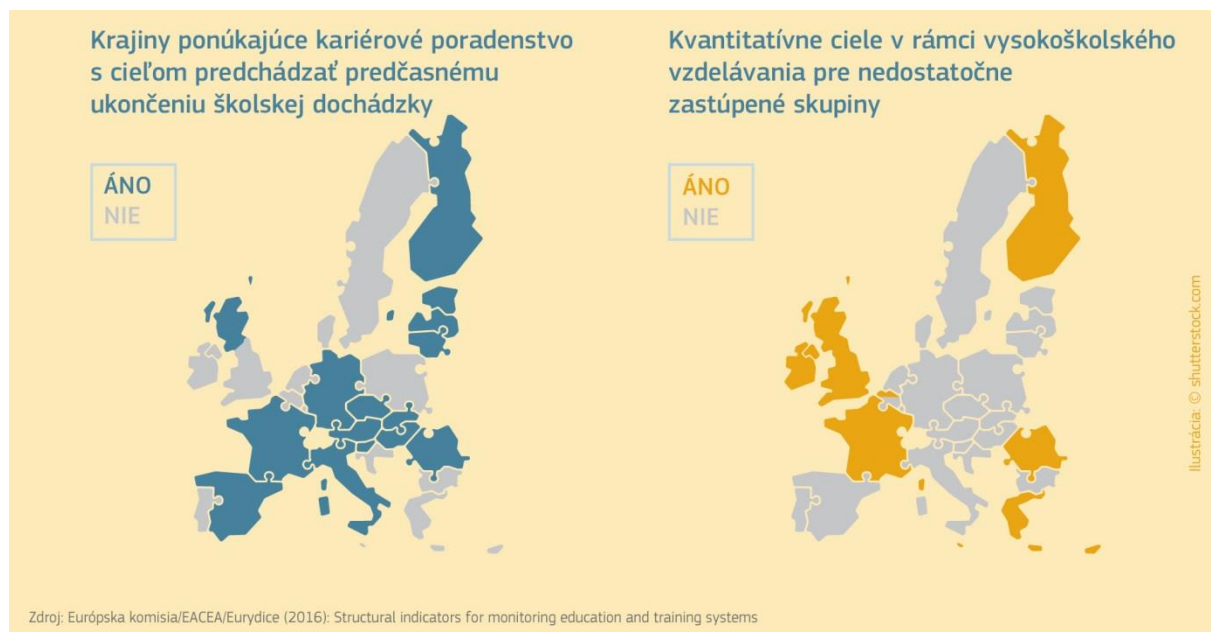 Krajiny ponúkajúce kariérové poradenstvo
s cieľom predchádzať predčasnému
ukončeniu školskej dochádzky
ÁNO
NIE
Kvantitatívne ciele v rámci vysokoškolského
vzdelávania pre nedostatočne
zastúpené skupiny
ÁNO
NIE
Ilustrácia: © shutterstock.com
Zdroj: Európska komisia/EACEA/Eurydice (2016): Structural indicators for monitoring education and training systems